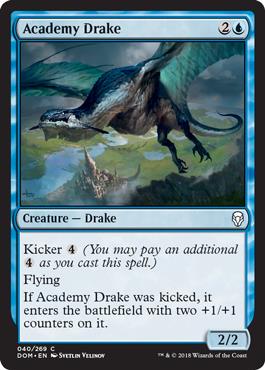 Academy Drake 2
Creature — Drake
Kicker 4 (You may pay an additional
4 as you cast this spell.)
Flying
If Academy Drake was kicked, it
enters the battlefield with two +1/+1
counters on it.
2/2
040/269 C
DOM • EN Svetlin Velinov
™ & © 2018 Wizards of the Coast